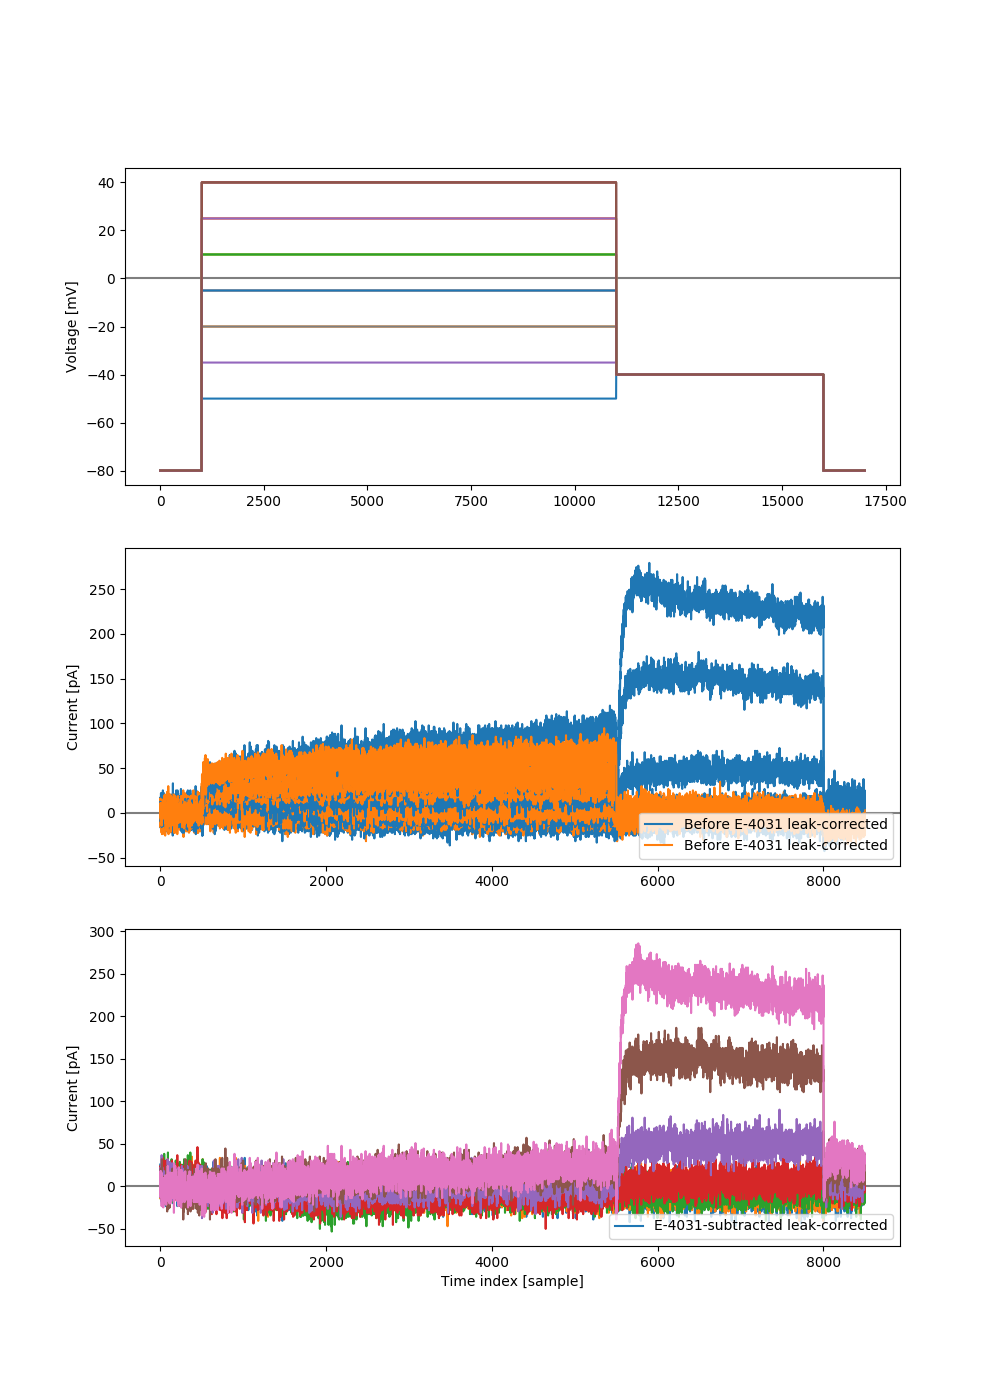 40
20
0
−20
−40
−60
−80
Voltage [mV]
0 2500 5000 7500 10000 12500 15000 17500
250
200
150
100
50
0
−50
Current [pA]
Before E-4031 leak-corrected
Before E-4031 leak-corrected
0 2000 4000 6000 8000
300
250
200
150
100
50
0
−50
Current [pA]
E-4031-subtracted leak-corrected
0 2000 4000 6000 8000
Time index [sample]